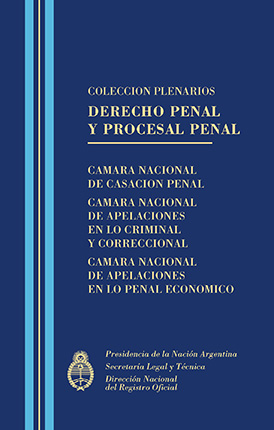 COLECCION PLENARIOS
DERECHO PENAL
Y PROCESAL PENAL
CAMARA NACIONAL
DE CASACION PENAL
CAMARA NACIONAL
DE APELACIONES
EN LO CRIMINAL
Y CORRECCIONAL
CAMARA NACIONAL
DE APELACIONES
EN LO PENAL ECONOMICO
Presidencia de la Nación Argentina
Secretaría Legal y Técnica
Dirección Nacional
del Registro Oficial